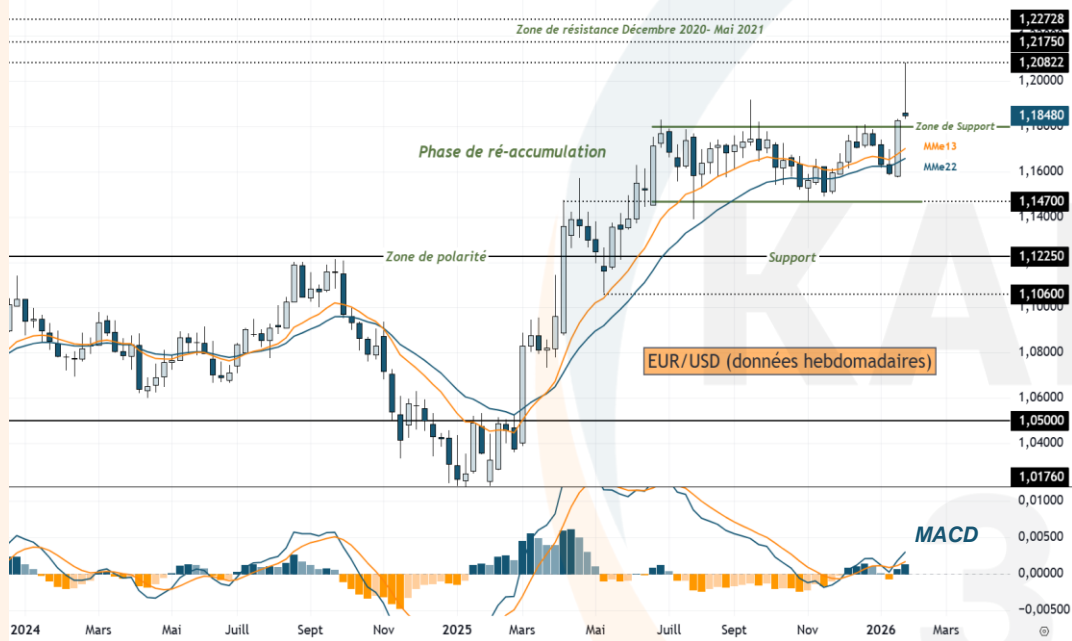 1,22728
Zone de résistance Décembre 2020- Mai 2021
1,21750
1,20822
1,20000
1,18480
Zone de Support
MMe13
Phase de ré-accumulation
MMe22
1,16000
1,14700
1,14000
Zone de polarité
Support
1,12250
1,10600
EUR/USD (données hebdomadaires)
1,08000
1,06000
1,05000
1,04000
1,01760
KA
3
0,01000
MACD
0,00500
0,00000
−0,00500
2024 Mars Mai Juill Sept Nov 2025 Mars Mai Juill Sept Nov 2026 Mars